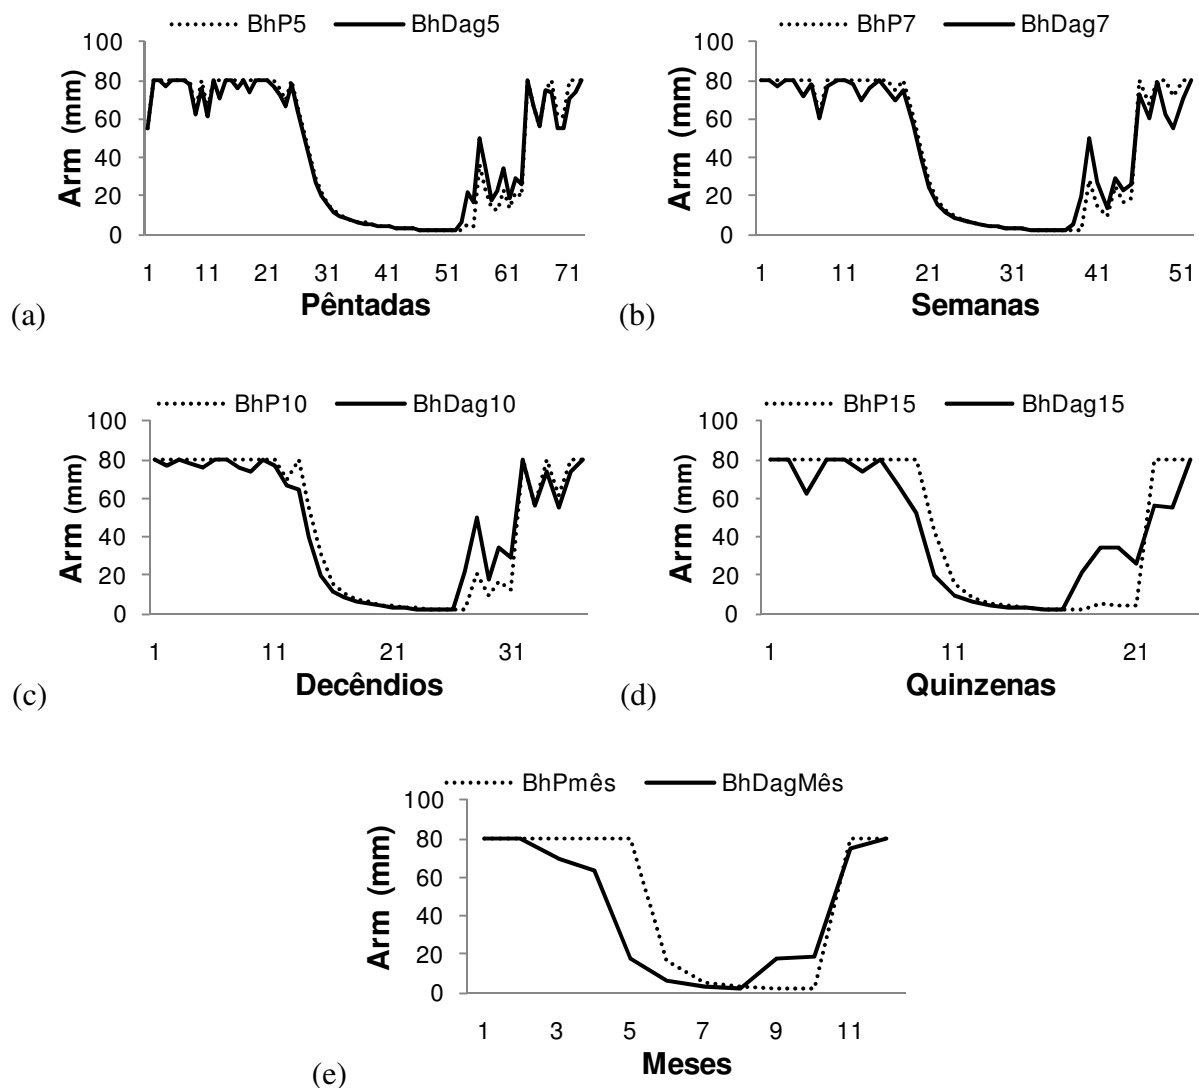 BhP5 BhDag5
100
80
60
40
20
0
Arm (mm)
1 11 21 31 41 51 61 71
Pêntadas
(a)
BhP7 BhDag7
100
80
60
40
20
0
Arm (mm)
1 11 21 31 41 51
Semanas
(b)
BhP10 BhDag10
100
80
60
40
20
0
Arm (mm)
1 11 21 31
Decêndios
(c)
BhP15 BhDag15
100
80
60
40
20
0
Arm (mm)
1 11 21
Quinzenas
(d)
BhPmês BhDagMês
100
80
60
40
20
0
Arm (mm)
1 3 5 7 9 11
Meses
(e)